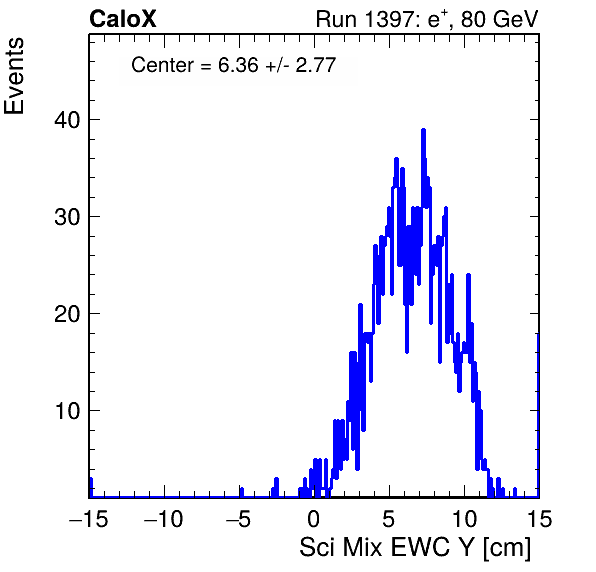 CaloX Run 1397: e⁺, 80 GeV
Center = 6.36 +/- 2.77
Events
40
30
20
10
−15 −10 −5 0 5 10 15
Sci Mix EWC Y [cm]